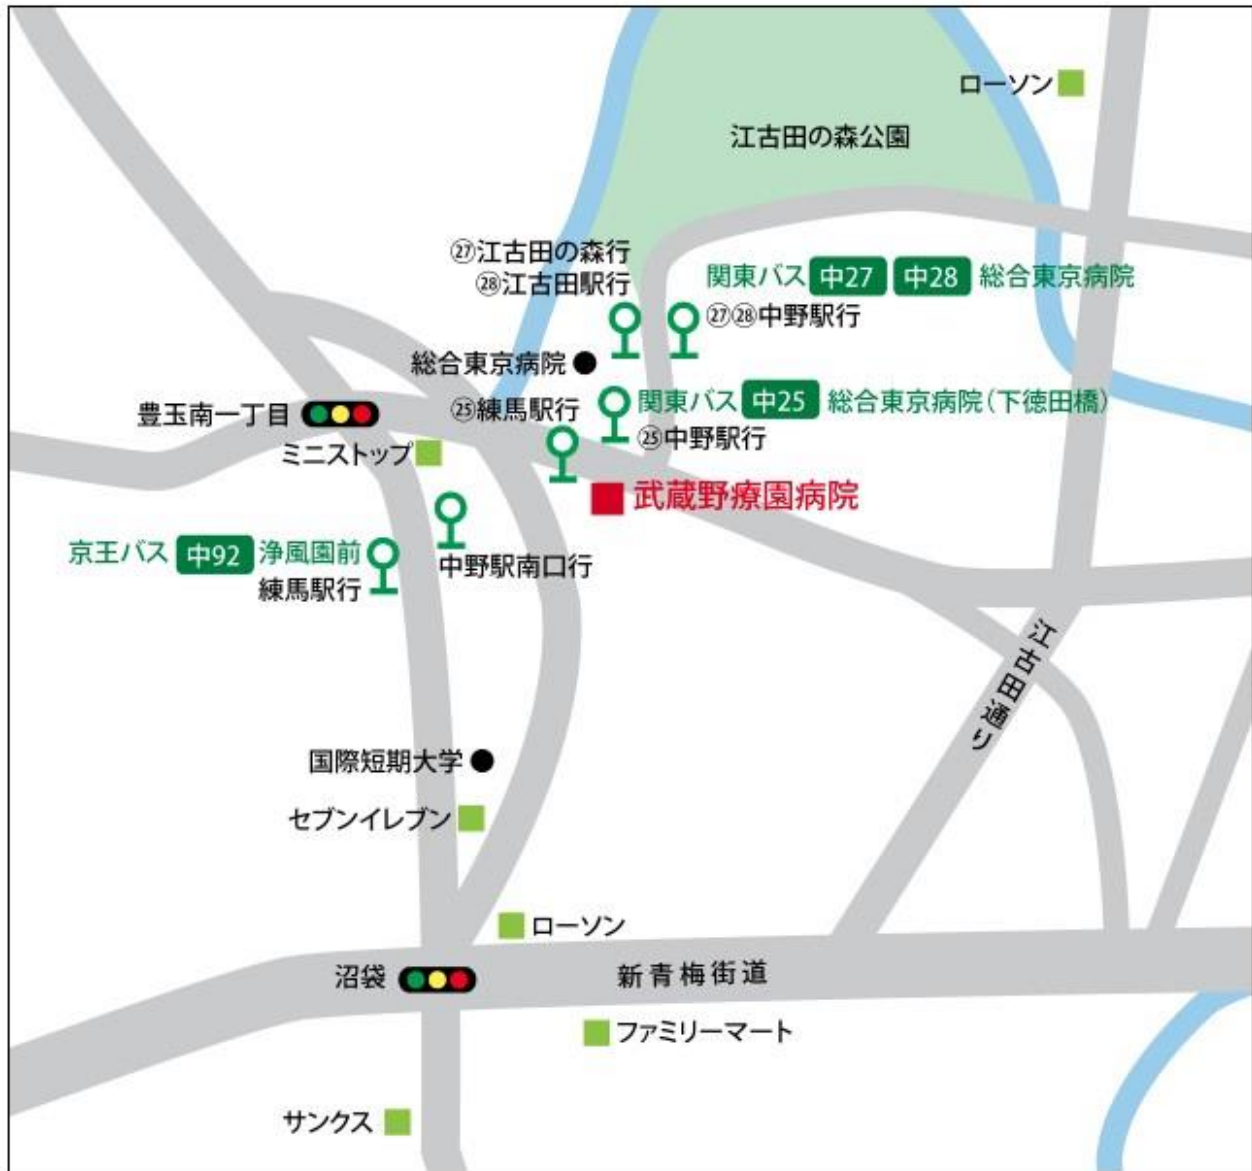 ローソン
江古田の森公園
㉗江古田の森行
㉘江古田駅行
関東バス 中27 中28 総合東京病院
㉗㉘中野駅行
総合東京病院
㉕練馬駅行
関東バス 中25 総合東京病院(下徳田橋)
㉕中野駅行
豊玉南一丁目
ミニストップ
武蔵野療園病院
京王バス 中92 浄風園前
練馬駅行
中野駅南口行
江古田通り
国際短期大学
セブンイレブン
ローソン
沼袋
新青梅街道
ファミリーマート
サンクス